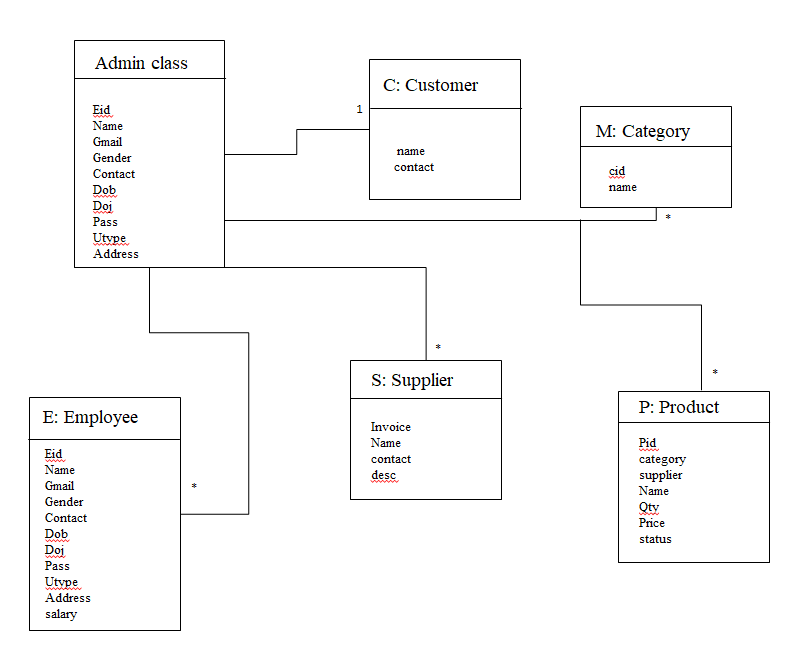 Admin class
Eid
Name
Gmail
Gender
Contact
Dob
Doj
Pass
Utype
Address
C: Customer
1
name
contact
M: Category
cid
name
*
*
S: Supplier
Invoice
Name
contact
desc
*
P: Product
Pid
category
supplier
Name
Qty
Price
status
E: Employee
Eid
Name
Gmail
Gender
Contact
Dob
Doj
Pass
Utype
Address
salary
*